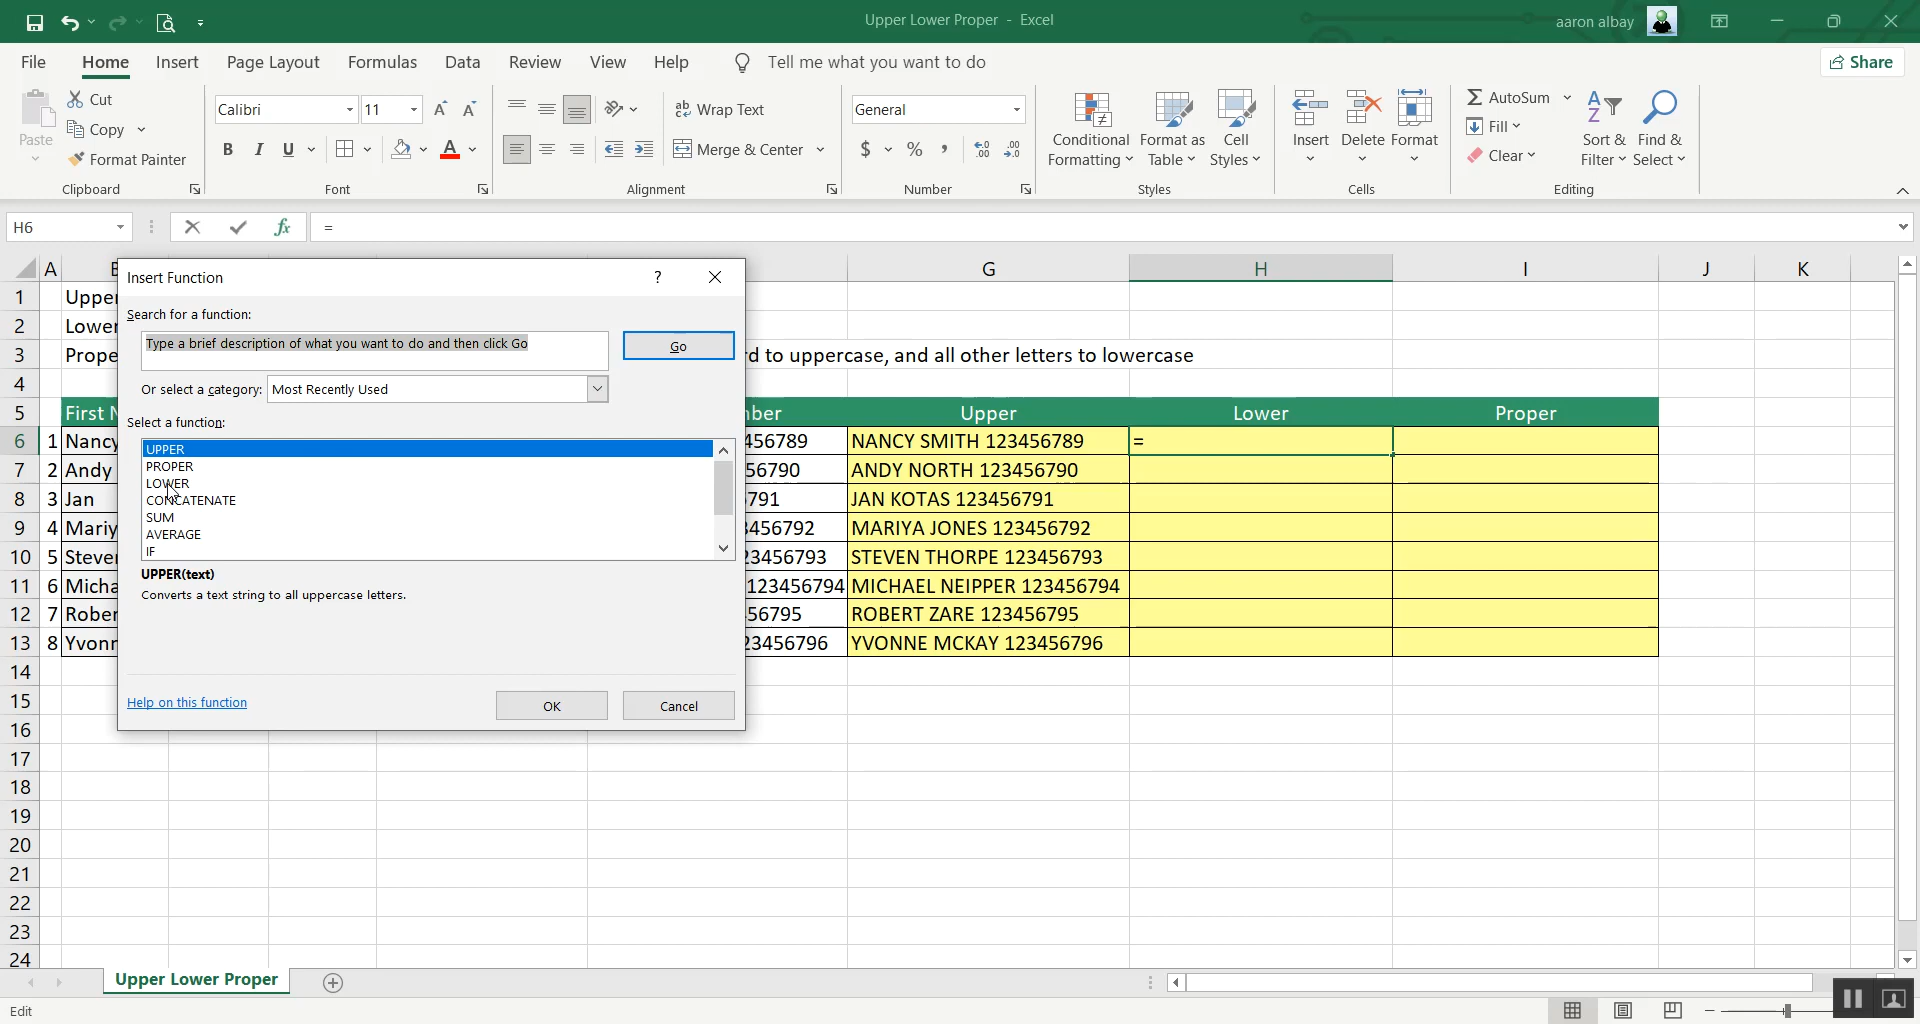 Upper Lower Proper - Excel
aaron albay
File Home Insert Page Layout Formulas Data Review View Help Tell me what you want to do
Share
Cut
Copy
Format Painter
Paste
Clipboard
Calibri 11
B I U A
Font
ab Wrap Text
Merge & Center
Alignment
General
$ % , .00
Number
Conditional Formatting
Format as Table
Cell Styles
Styles
Insert
Delete
Format
Cells
AutoSum
Fill
Clear
Sort & Filter
Find & Select
Editing
H6 fx =
A G H I J K
Insert Function ?
Search for a function:
Type a brief description of what you want to do and then click Go
Go
Or select a category: Most Recently Used
Select a function:
UPPER
PROPER
LOWER
CONCATENATE
SUM
AVERAGE
IF
UPPER(text)
Converts a text string to all uppercase letters.
Help on this function
OK
Cancel
1 Upper
2 Lower
3 Prope rd to uppercase, and all other letters to lowercase
4
5 First N nber Upper Lower Proper
6 1 Nancy 456789 NANCY SMITH 123456789 =
7 2 Andy 56790 ANDY NORTH 123456790
8 3 Jan 791 JAN KOTAS 123456791
9 4 Mariy 3456792 MARIYA JONES 123456792
10 5 Steve 23456793 STEVEN THORPE 123456793
11 6 Micha 123456794 MICHAEL NEIPPER 123456794
12 7 Rober 56795 ROBERT ZARE 123456795
13 8 Yvonn 23456796 YVONNE MCKAY 123456796
14
15
16
17
18
19
20
21
22
23
24
Upper Lower Proper
Edit